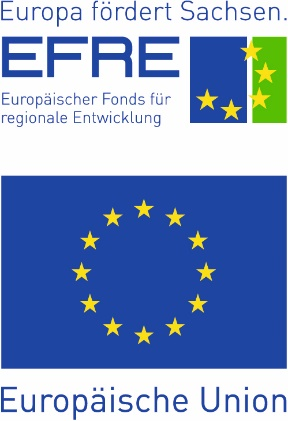 Europa fördert Sachsen.
EFRE
Europäischer Fonds für
regionale Entwicklung
Europäische Union